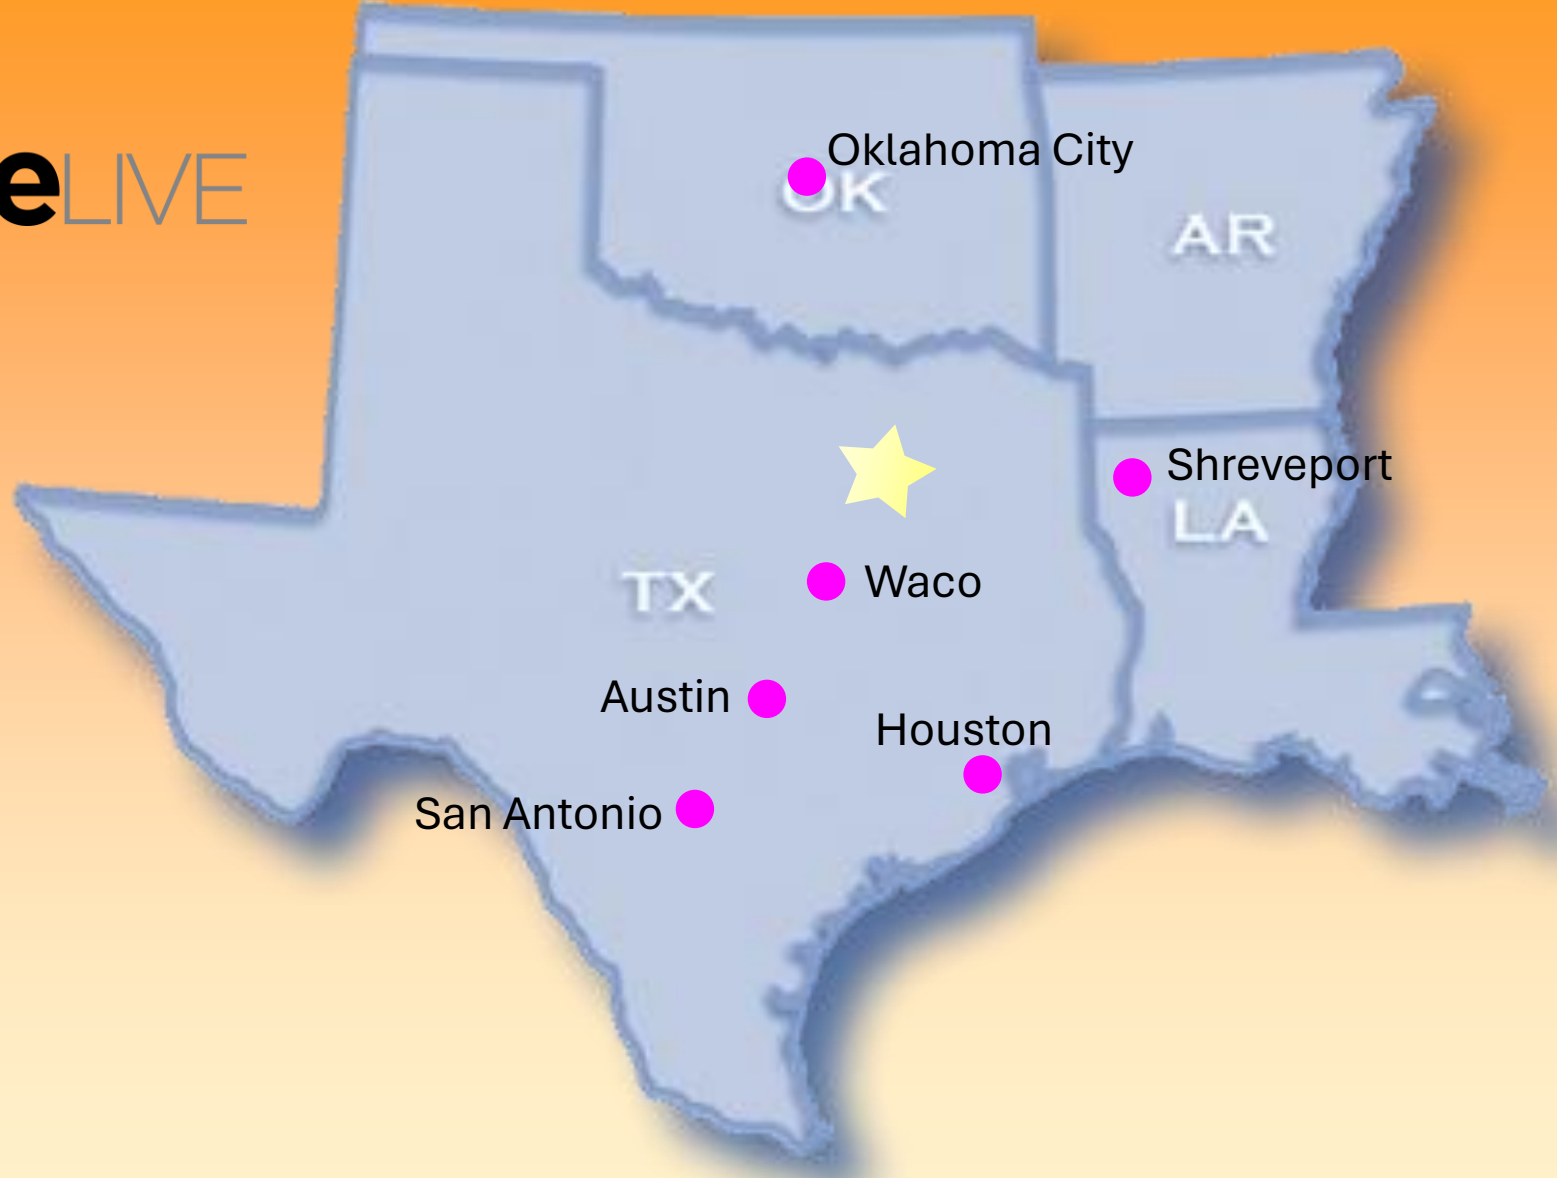 Oklahoma City
eLIVE
OK
AR
Shreveport
LA
TX
Waco
Austin
Houston
San Antonio